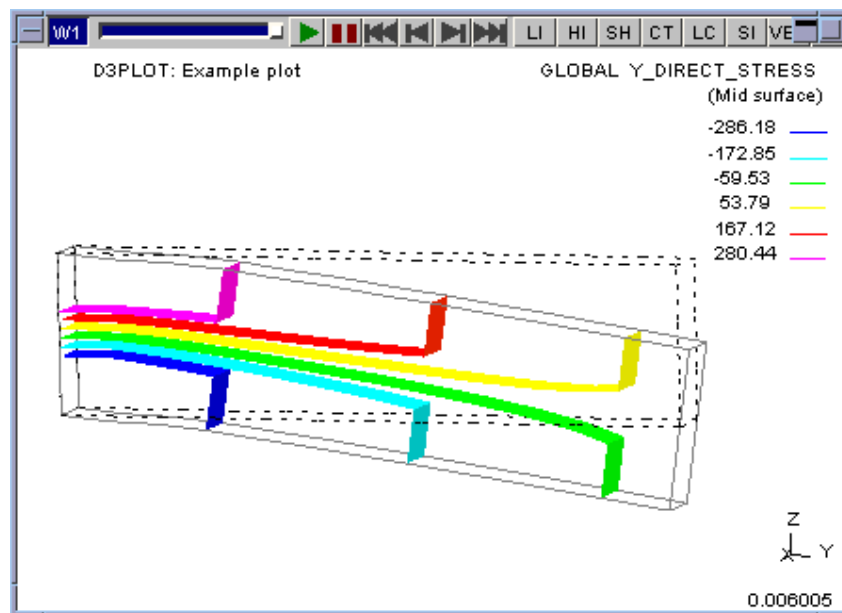 W1 LI HI SH CT LC SI VE
D3PLOT: Example plot
GLOBAL Y_DIRECT_STRESS
(Mid surface)
-286.18
-172.85
-59.53
53.79
167.12
280.44
Z
X Y
0.006005